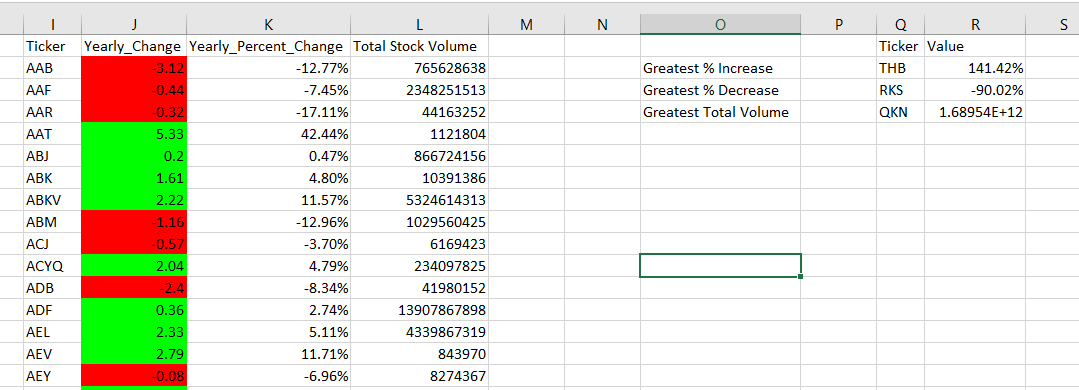 I J K L M N O P Q R S
Ticker Yearly_Change Yearly_Percent_Change Total Stock Volume Ticker Value
AAB -3.12 -12.77% 765628638 Greatest % Increase THB 141.42%
AAF -0.44 -7.45% 2348251513 Greatest % Decrease RKS -90.02%
AAR -0.32 -17.11% 44163252 Greatest Total Volume QKN 1.68954E+12
AAT 5.33 42.44% 1121804
ABJ 0.2 0.47% 866724156
ABK 1.61 4.80% 10391386
ABKV 2.22 11.57% 5324614313
ABM -1.16 -12.96% 1029560425
ACJ -0.57 -3.70% 6169423
ACYQ 2.04 4.79% 234097825
ADB -2.4 -8.34% 41980152
ADF 0.36 2.74% 13907867898
AEL 2.33 5.11% 4339867319
AEV 2.79 11.71% 843970
AEY -0.08 -6.96% 8274367